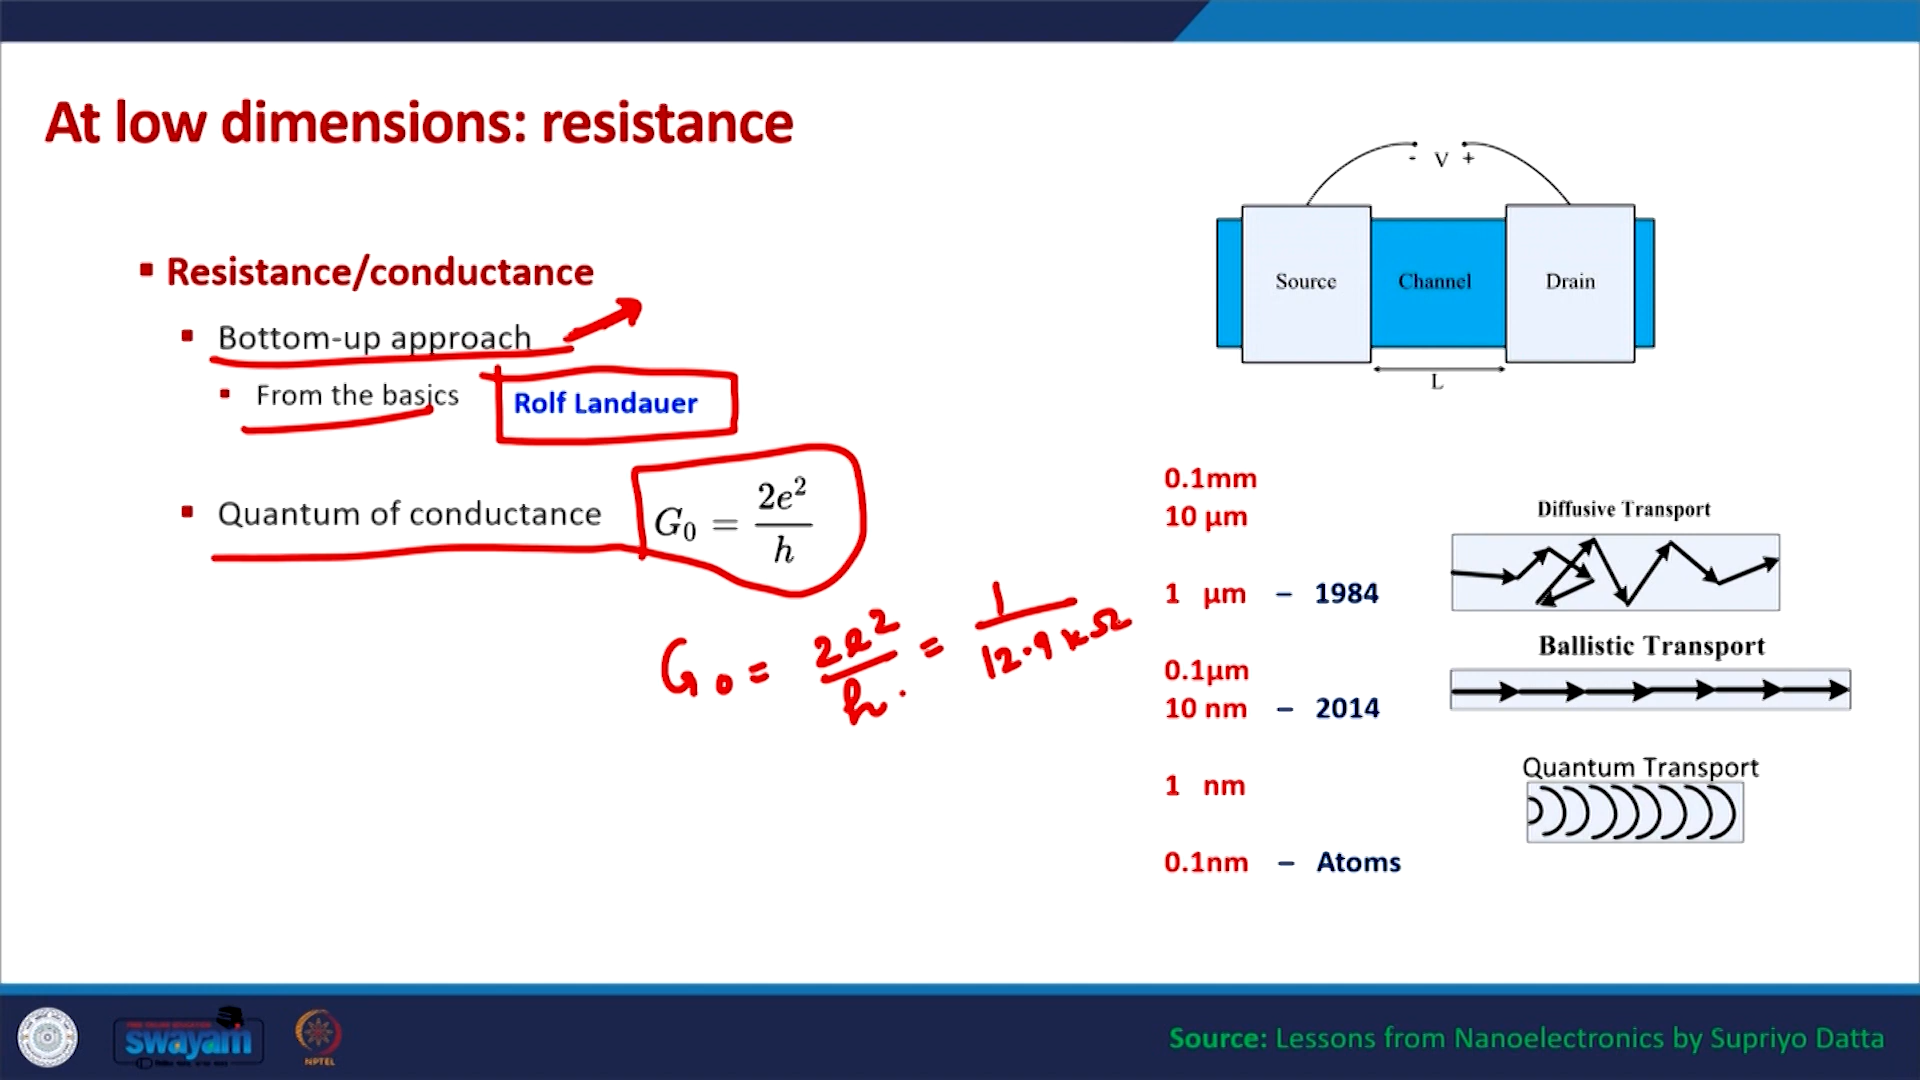 At low dimensions: resistance
▪ Resistance/conductance
▪ Bottom-up approach
▪ From the basics
Rolf Landauer
▪ Quantum of conductance G₀ = 2e²/h
G₀ = 2e²/h. = 1/12.9kΩ
- V +
Source
Channel
Drain
L
0.1mm
10 µm
1 µm – 1984
0.1µm
10 nm – 2014
1 nm
0.1nm – Atoms
Diffusive Transport
Ballistic Transport
Quantum Transport
swayam
NPTEL
Source: Lessons from Nanoelectronics by Supriyo Datta